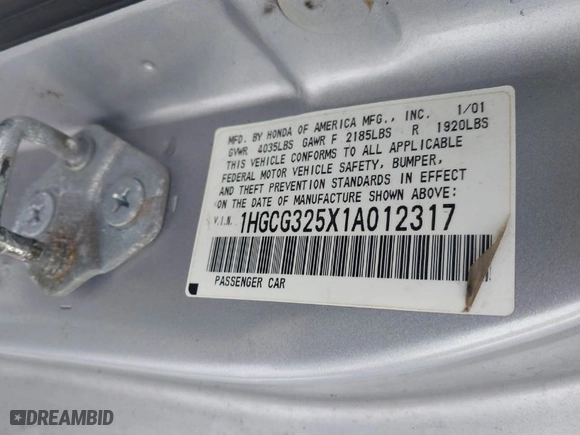 MFD. BY HONDA OF AMERICA MFG., INC. 1/01
GVWR 4035LBS GAWR F 2185LBS R 1920LBS
THIS VEHICLE CONFORMS TO ALL APPLICABLE
FEDERAL MOTOR VEHICLE SAFETY, BUMPER,
AND THEFT PREVENTION STANDARDS IN EFFECT
ON THE DATE OF MANUFACTURE SHOWN ABOVE:
V.I.N. 1HGCG325X1A012317
PASSENGER CAR
DREAMBID